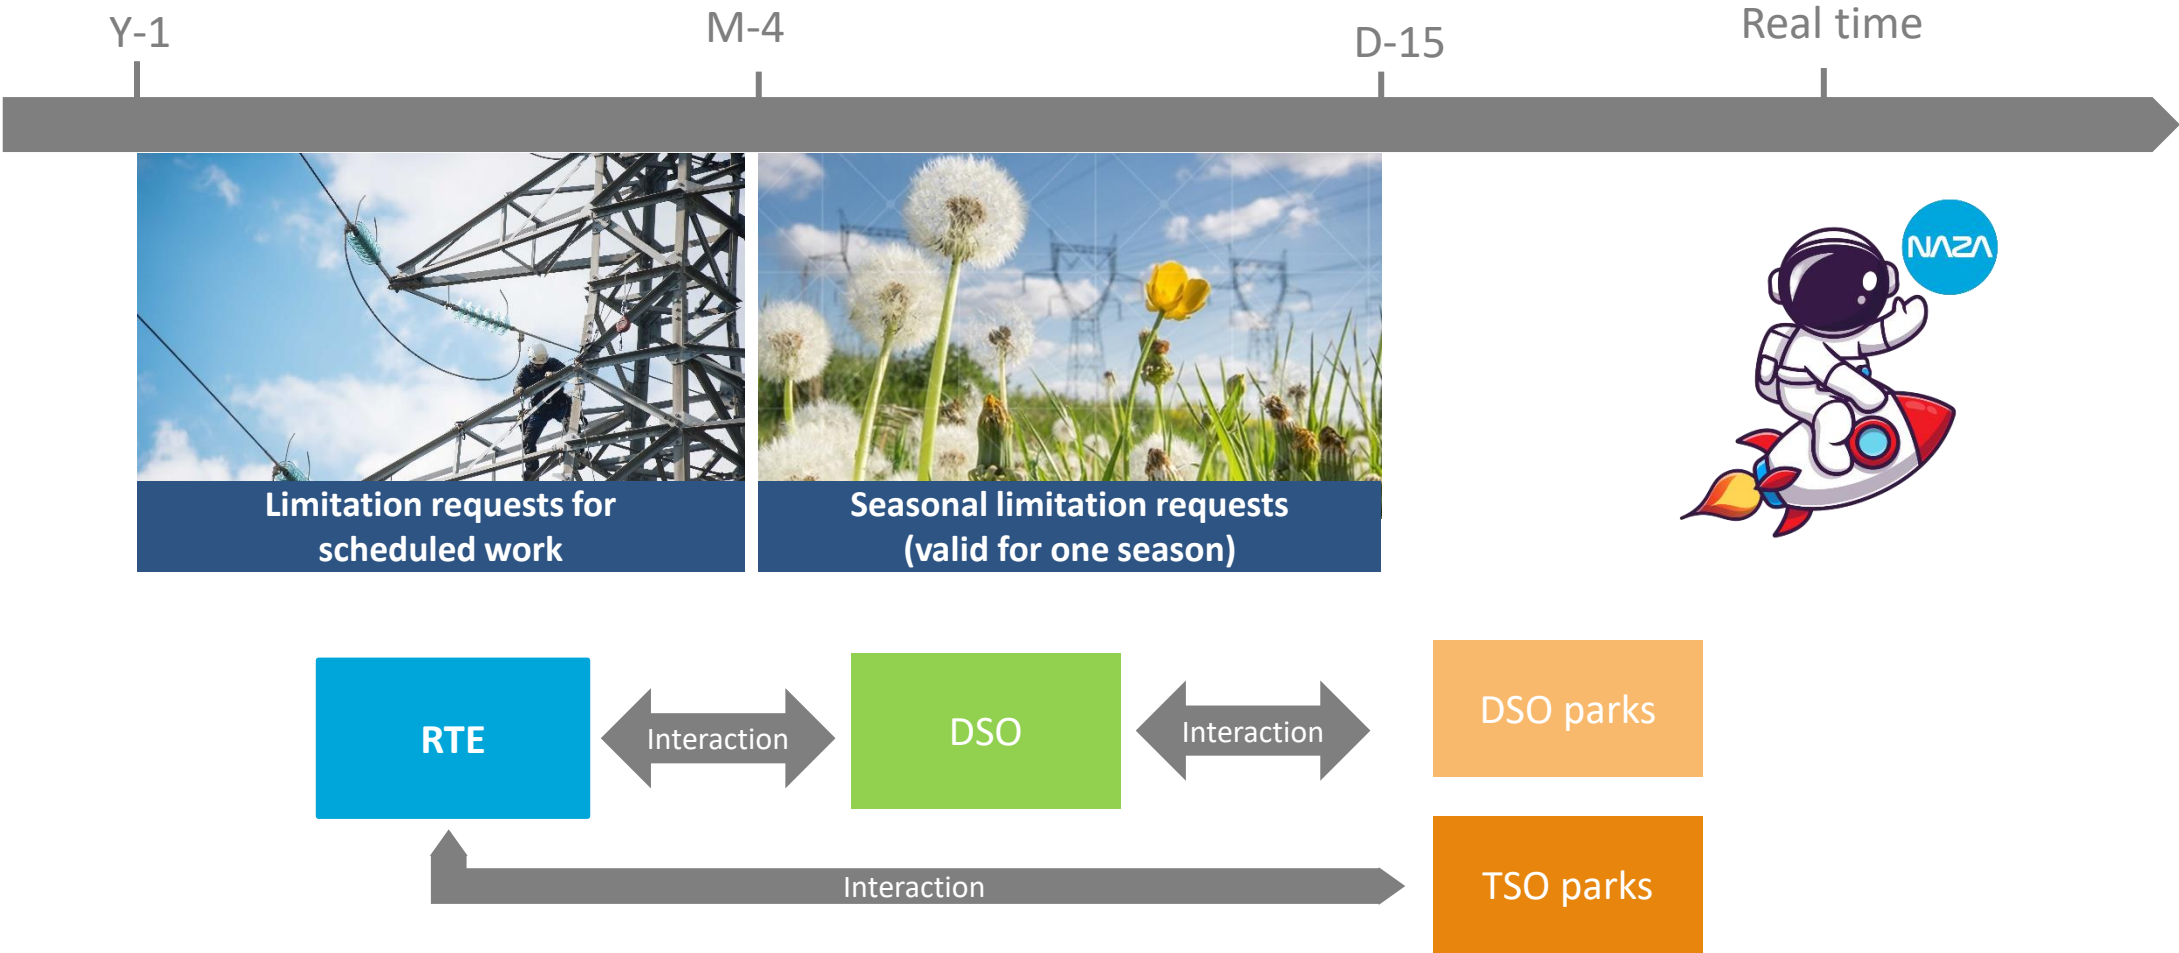 Y-1
M-4
D-15
Real time
NAZA
Limitation requests for
scheduled work
Seasonal limitation requests
(valid for one season)
RTE
Interaction
DSO
Interaction
DSO parks
Interaction
TSO parks